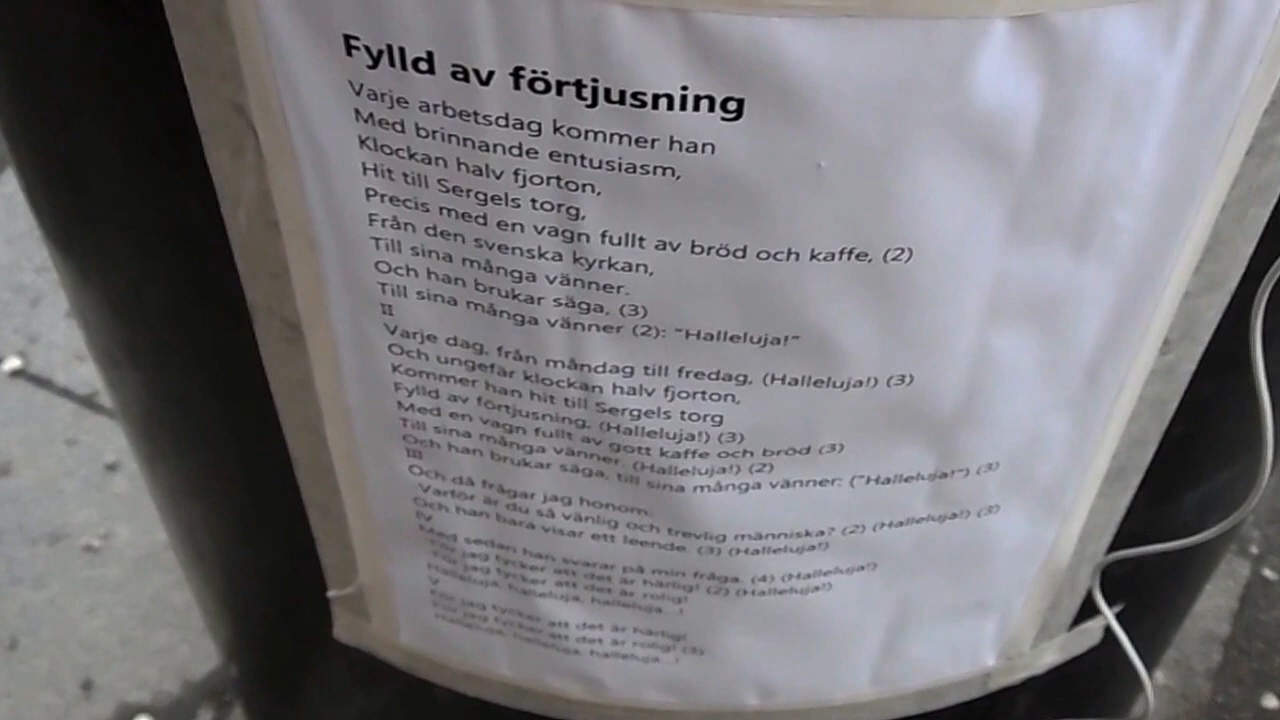 Fylld av förtjusning
Varje arbetsdag kommer han
Med brinnande entusiasm,
Klockan halv fjorton,
Hit till Sergels torg,
Precis med en vagn fullt av bröd och kaffe, (2)
Från den svenska kyrkan,
Till sina många vänner.
Och han brukar säga, (3)
Till sina många vänner (2): "Halleluja!"
II
Varje dag, från måndag till fredag, (Halleluja!) (3)
Och ungefär klockan halv fjorton,
Kommer han hit till Sergels torg
Fylld av förtjusning. (Halleluja!) (3)
Med en vagn fullt av gott kaffe och bröd (3)
Till sina många vänner. (Halleluja!) (2)
Och han brukar säga, till sina många vänner: ("Halleluja!") (3)
III
Och då frågar jag honom:
Varför är du så vänlig och trevlig människa? (2) (Halleluja!) (3)
Och han bara visar ett leende. (3) (Halleluja!)
IV
Med sedan han svarar på min fråga. (4) (Halleluja!)
För jag tycker att det är härlig! (2) (Halleluja!)
För jag tycker att det är rolig!
Halleluja, halleluja, halleluja...!
V
För jag tycker att det är härlig!
För jag tycker att det är rolig! (3)
Halleluja, halleluja, halleluja...!